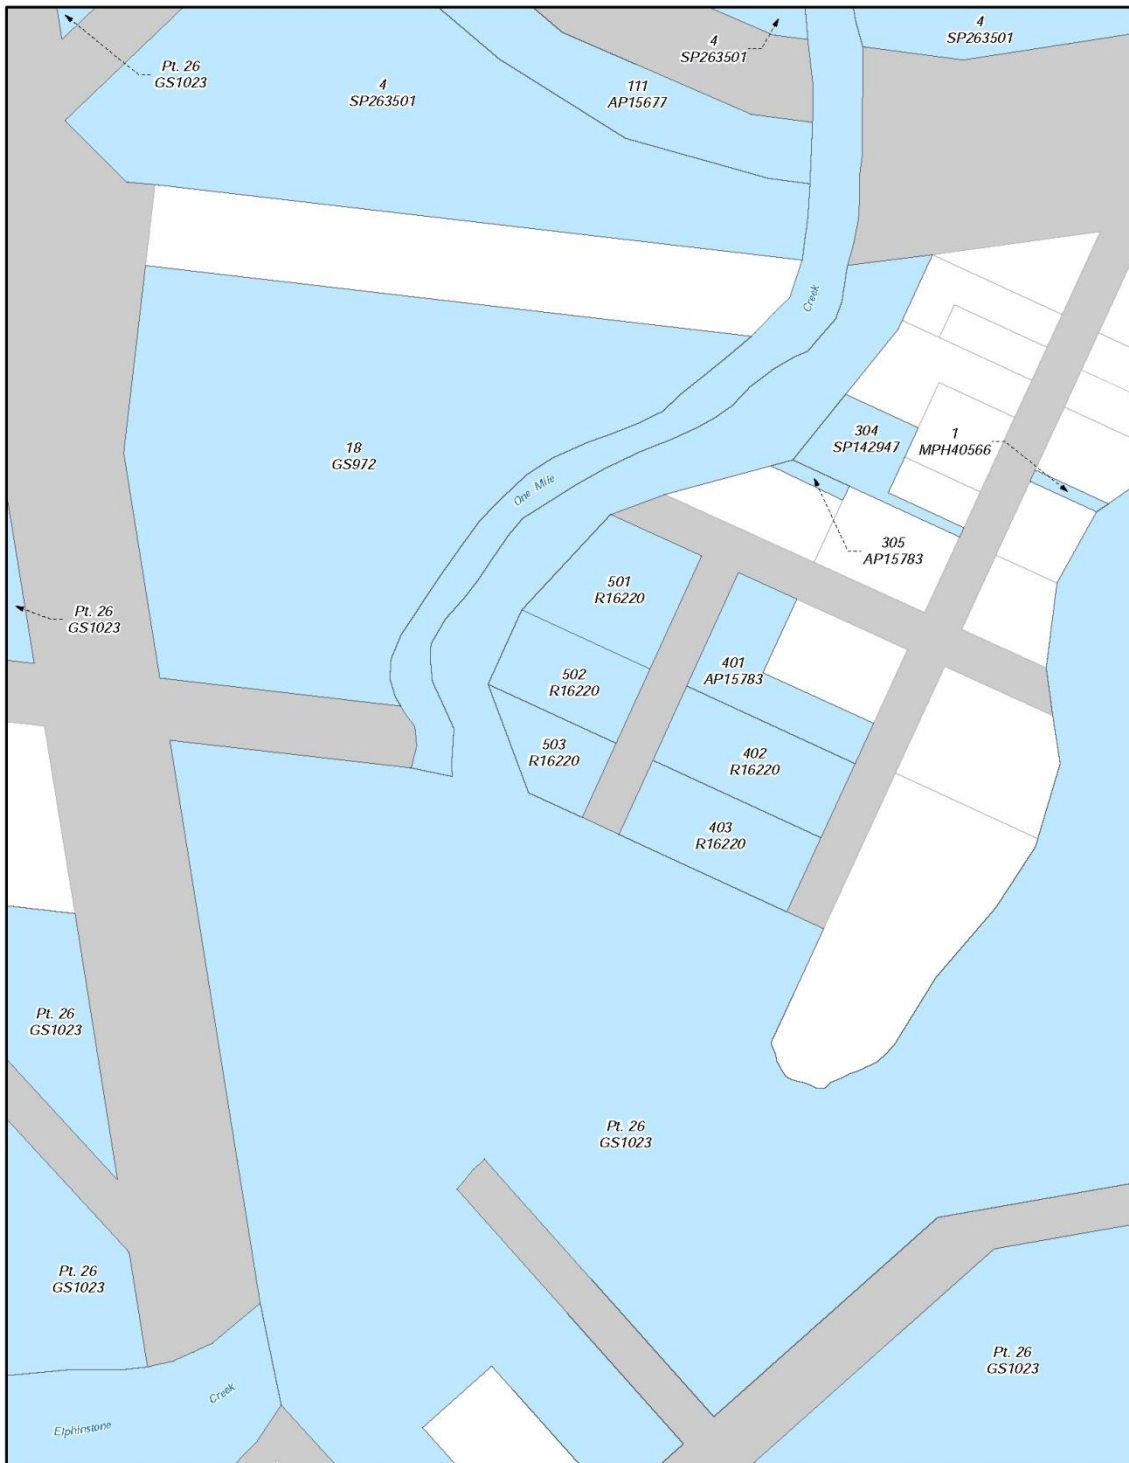 4
SP263501
4
SP263501
Pt. 26
GS1023
4
SP263501
111
AP15677
Creek
304
SP142947
1
MPH40566
18
GS972
One Mile
305
AP15783
501
R16220
Pt. 26
GS1023
502
R16220
401
AP15783
503
R16220
402
R16220
403
R16220
Pt. 26
GS1023
Pt. 26
GS1023
Pt. 26
GS1023
Pt. 26
GS1023
Creek
Elphinstone